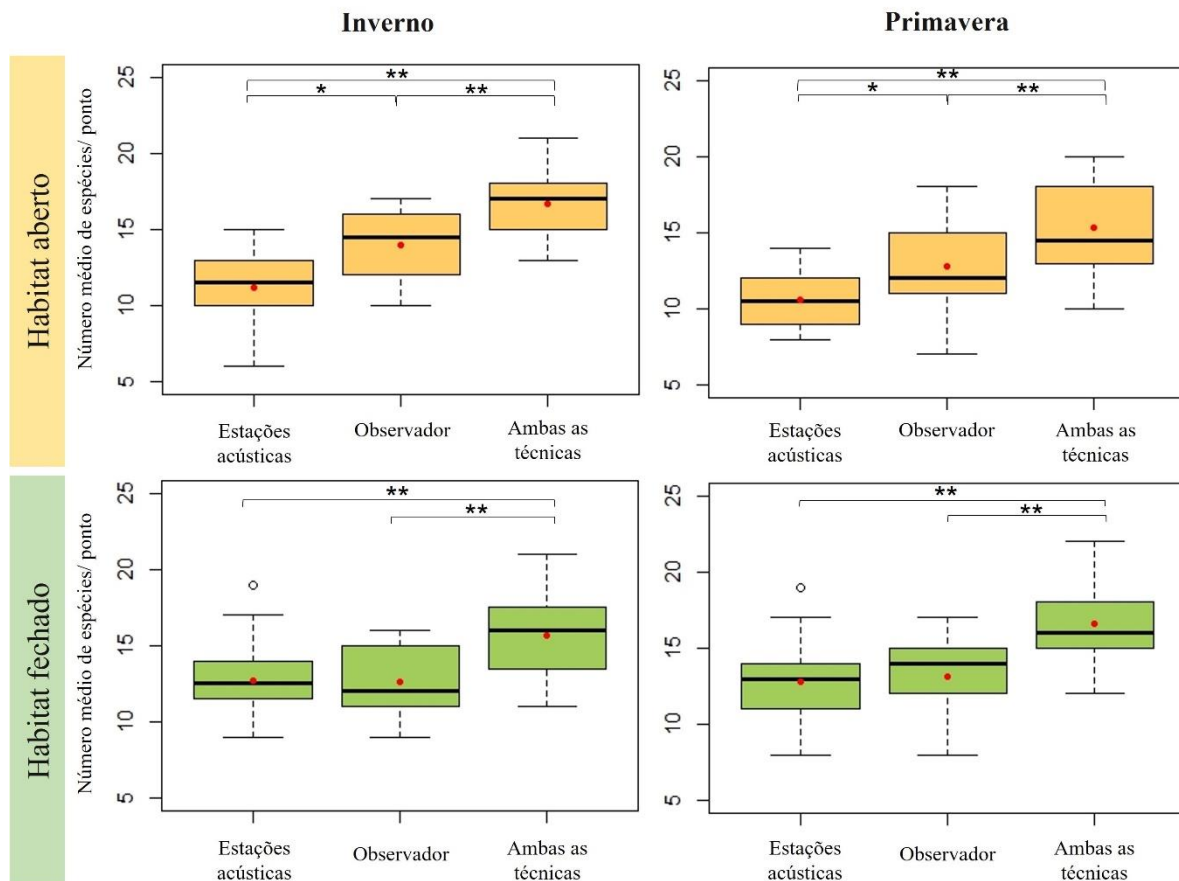 Inverno
Primavera
Habitat aberto
Número médio de espécies/ ponto
25
20
15
10
5
**
*
**
Estações
acústicas
Observador
Ambas as
técnicas
25
20
15
10
5
**
*
**
Estações
acústicas
Observador
Ambas as
técnicas
Habitat fechado
Número médio de espécies/ ponto
25
20
15
10
5
**
**
Estações
acústicas
Observador
Ambas as
técnicas
25
20
15
10
5
**
**
Estações
acústicas
Observador
Ambas as
técnicas